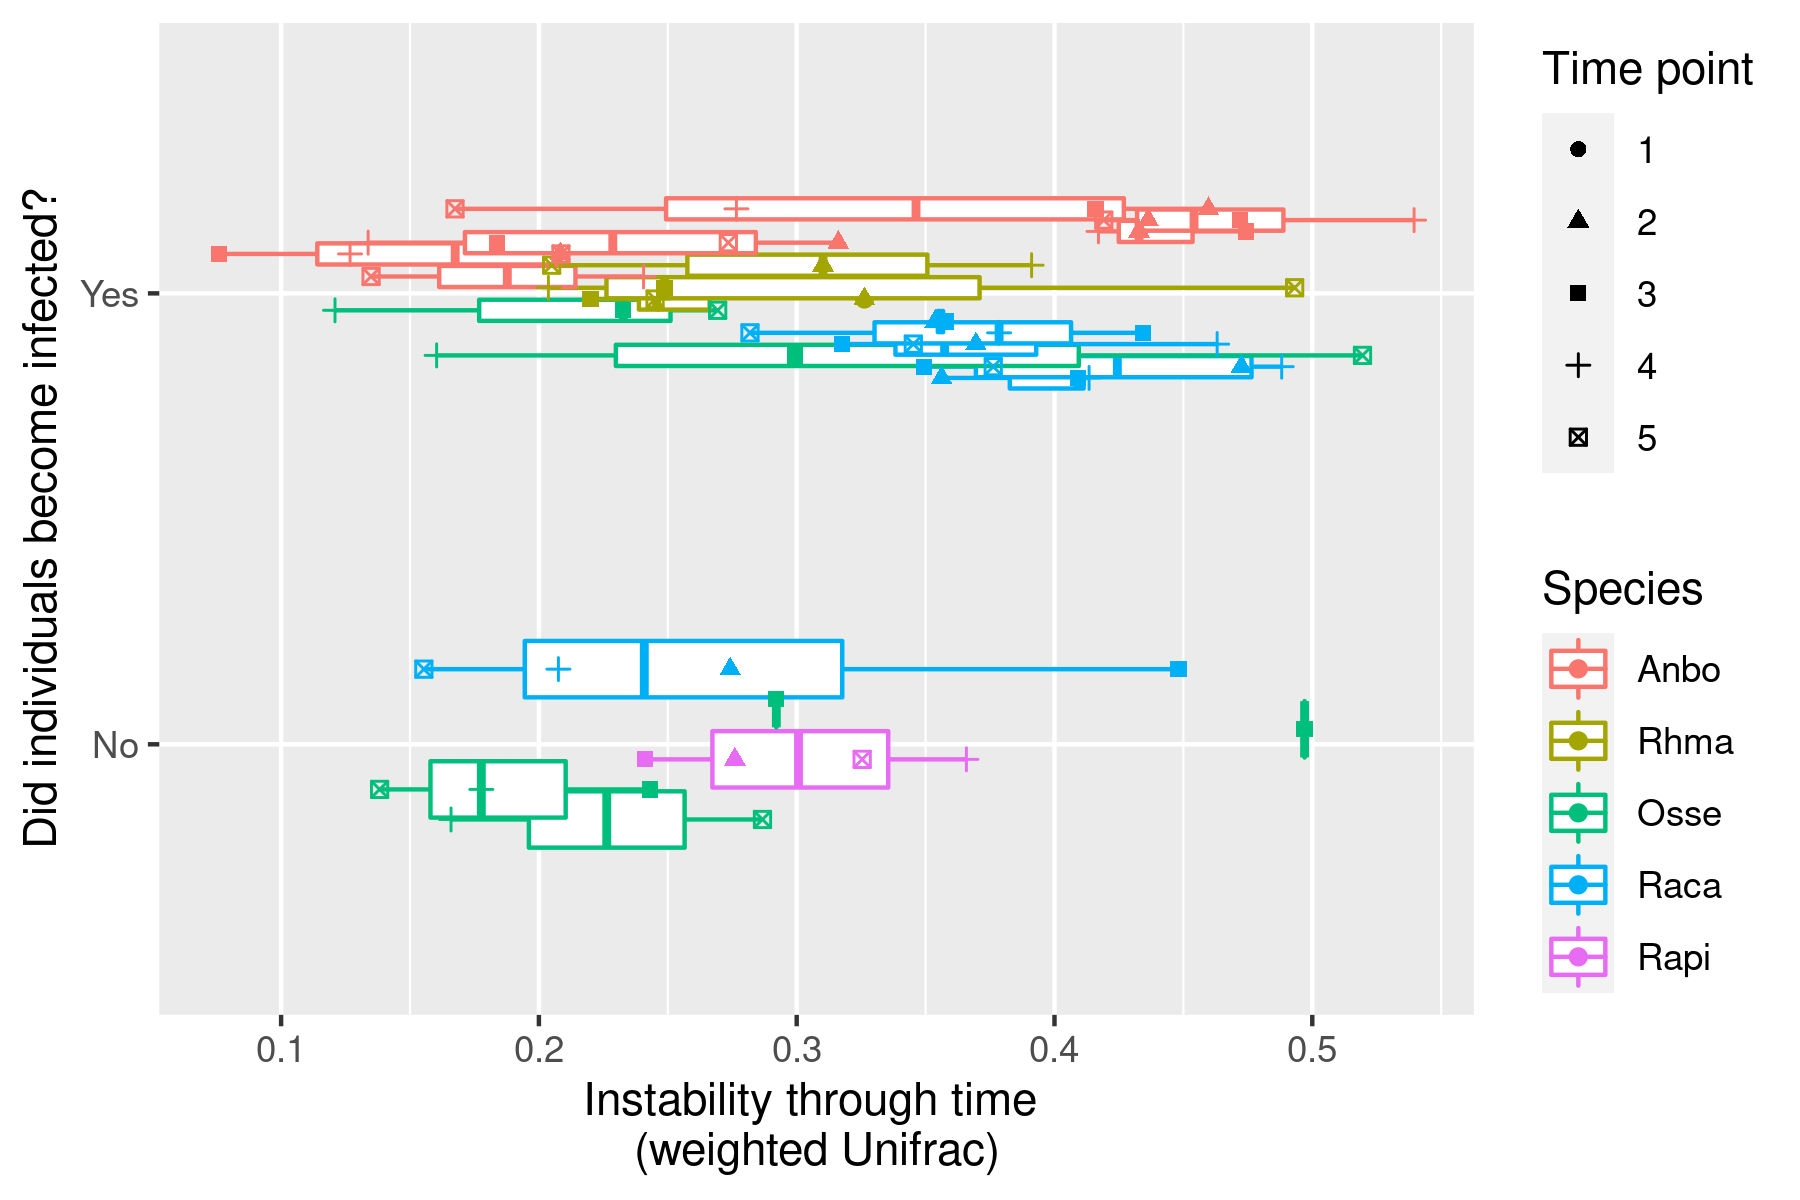 Did individuals become infected?
Yes
No
0.1
0.2
0.3
0.4
0.5
Instability through time
(weighted Unifrac)
Time point
1
2
3
4
5
Species
Anbo
Rhma
Osse
Raca
Rapi